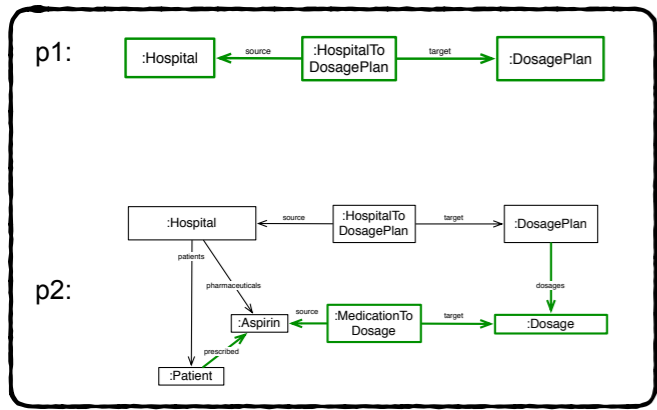 p1:
:Hospital
source
:HospitalTo
DosagePlan
target
:DosagePlan
p2:
:Hospital
source
:HospitalTo
DosagePlan
target
:DosagePlan
patients
pharmaceuticals
dosages
:Aspirin
source
:MedicationTo
Dosage
target
:Dosage
prescribed
:Patient